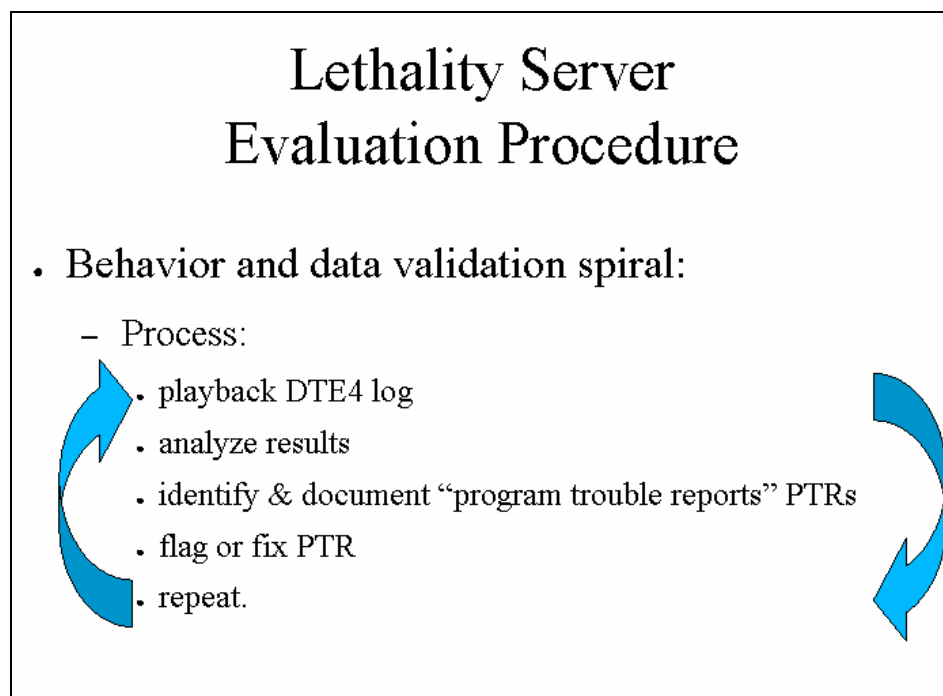 Lethality Server
Evaluation Procedure
• Behavior and data validation spiral:
– Process:
• playback DTE4 log
• analyze results
• identify & document “program trouble reports” PTRs
• flag or fix PTR
• repeat.